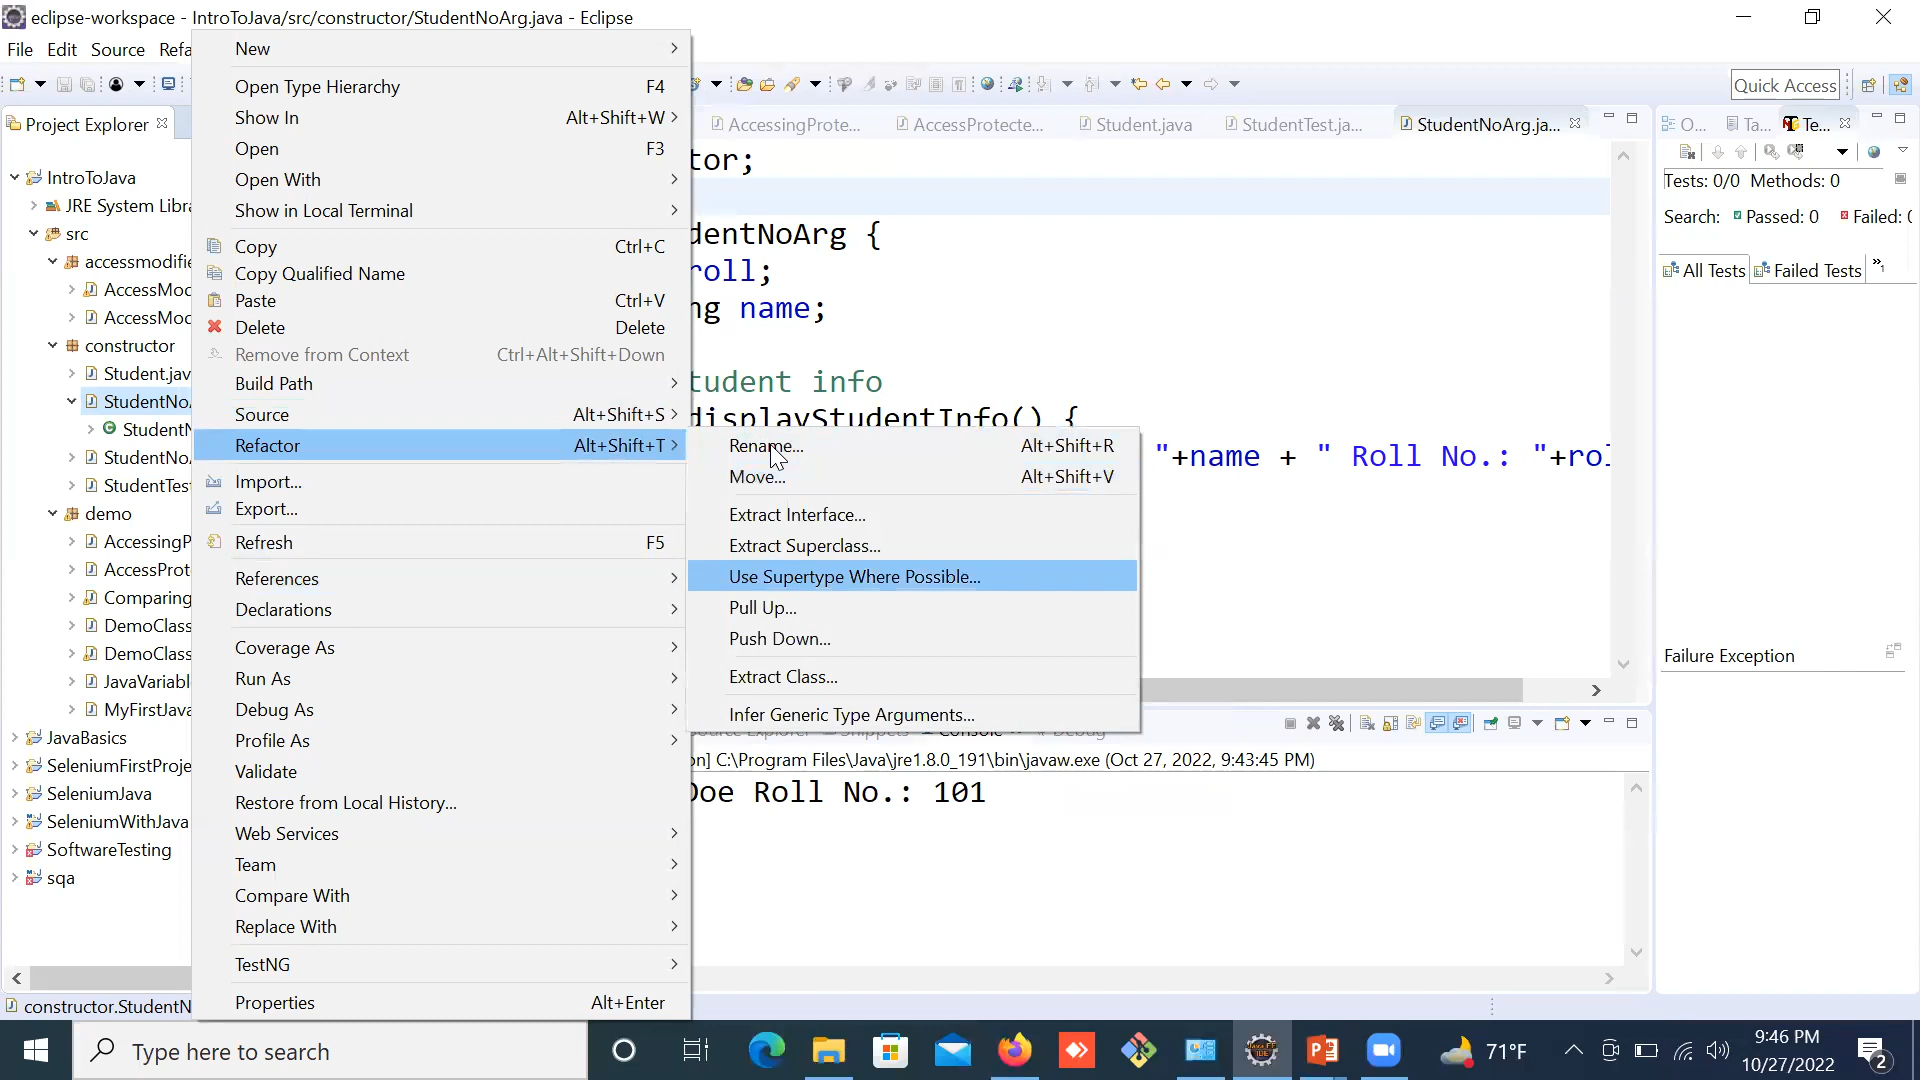 eclipse-workspace - IntroToJava/src/constructor/StudentNoArg.java - Eclipse
File Edit Source Refa
Quick Access
Project Explorer
AccessingProte...
AccessProtecte...
Student.java
StudentTest.ja...
StudentNoArg.ja...
O...
Ta...
Te...
IntroToJava
JRE System Libra
src
accessmodifie
AccessMod
AccessMod
constructor
Student.jav
StudentNo
StudentN
StudentNo
StudentTest
demo
AccessingP
AccessProt
Comparing
DemoClass
DemoClass
JavaVariabl
MyFirstJava
JavaBasics
SeleniumFirstProje
SeleniumJava
SeleniumWithJava
SoftwareTesting
sqa
constructor.StudentN
New
Open Type Hierarchy F4
Show In Alt+Shift+W
Open F3
Open With
Show in Local Terminal
Copy Ctrl+C
Copy Qualified Name
Paste Ctrl+V
Delete Delete
Remove from Context Ctrl+Alt+Shift+Down
Build Path
Source Alt+Shift+S
Refactor Alt+Shift+T
Import...
Export...
Refresh F5
References
Declarations
Coverage As
Run As
Debug As
Profile As
Validate
Restore from Local History...
Web Services
Team
Compare With
Replace With
TestNG
Properties Alt+Enter
Rename... Alt+Shift+R
Move... Alt+Shift+V
Extract Interface...
Extract Superclass...
Use Supertype Where Possible...
Pull Up...
Push Down...
Extract Class...
Infer Generic Type Arguments...
tor;
dentNoArg {
roll;
ng name;
tudent info
displayStudentInfo() {
"+name + " Roll No.: "+rol
Console
Debug
on] C:\Program Files\Java\jre1.8.0_191\bin\javaw.exe (Oct 27, 2022, 9:43:45 PM)
Doe Roll No.: 101
Tests: 0/0 Methods: 0
Search: Passed: 0 Failed: 0
All Tests Failed Tests
Failure Exception
Type here to search
71°F
9:46 PM
10/27/2022
2